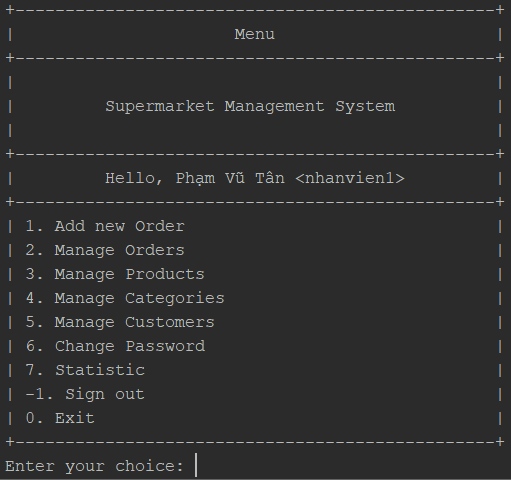 +------------------------------------------------+
| Menu |
+------------------------------------------------+
| |
| Supermarket Management System |
| |
+------------------------------------------------+
| Hello, Phạm Vũ Tân <nhanvien1> |
+------------------------------------------------+
| 1. Add new Order |
| 2. Manage Orders |
| 3. Manage Products |
| 4. Manage Categories |
| 5. Manage Customers |
| 6. Change Password |
| 7. Statistic |
| -1. Sign out |
| 0. Exit |
+------------------------------------------------+
Enter your choice: